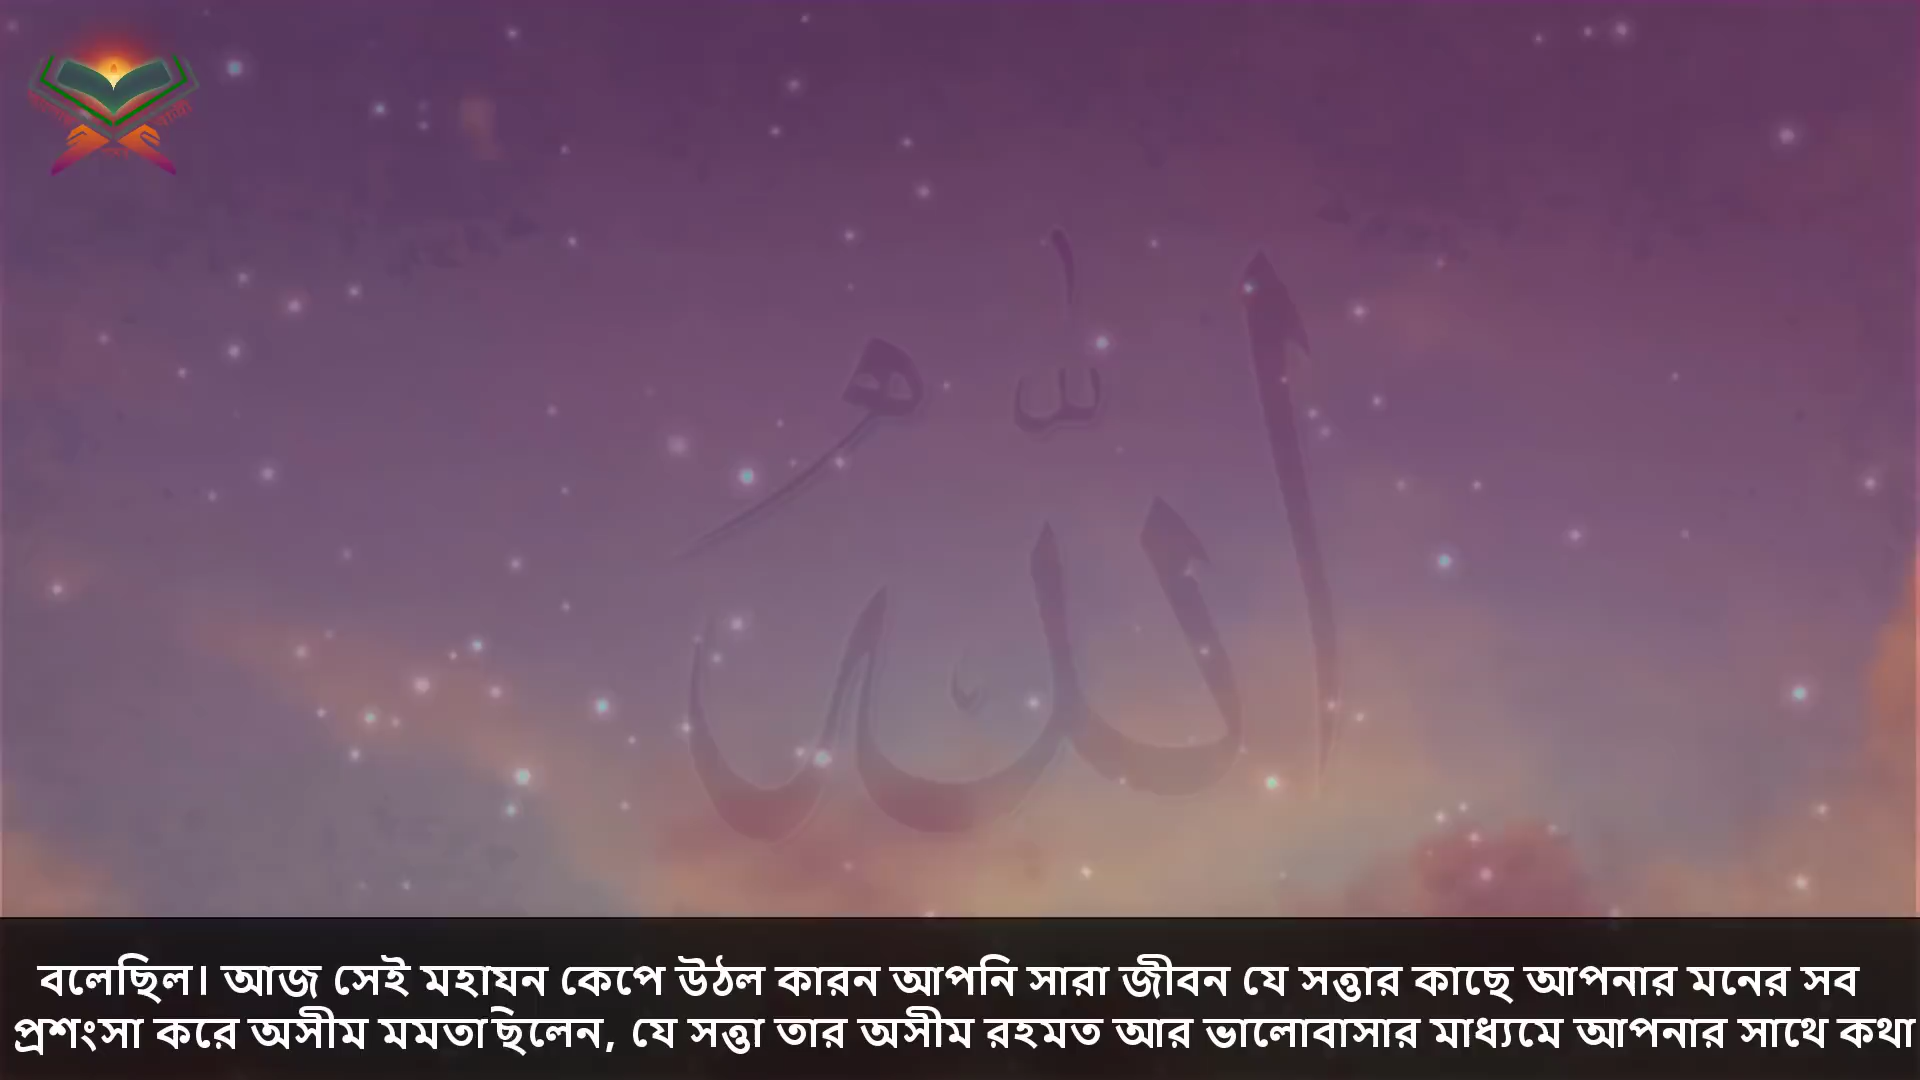 الله
বলেছিল। আজ সেই মহাযন কেপে উঠল কারন আপনি সারা জীবন যে সত্তার কাছে আপনার মনের সব
প্রশংসা করে অসীম মমতাছিলেন, যে সত্তা তার অসীম রহমত আর ভালোবাসার মাধ্যমে আপনার সাথে কথা